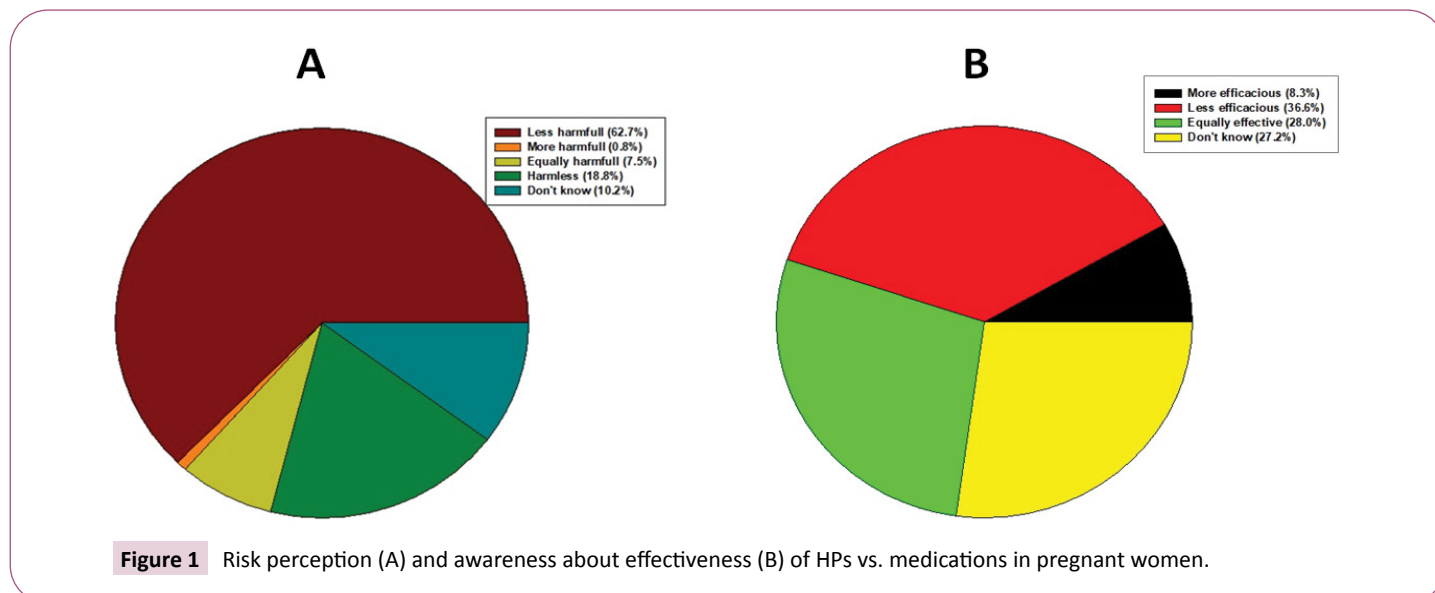 A
Less harmfull (62.7%)
More harmfull (0.8%)
Equally harmfull (7.5%)
Harmless (18.8%)
Don't know (10.2%)
B
More efficacious (8.3%)
Less efficacious (36.6%)
Equally effective (28.0%)
Don't know (27.2%)
Figure 1 Risk perception (A) and awareness about effectiveness (B) of HPs vs. medications in pregnant women.